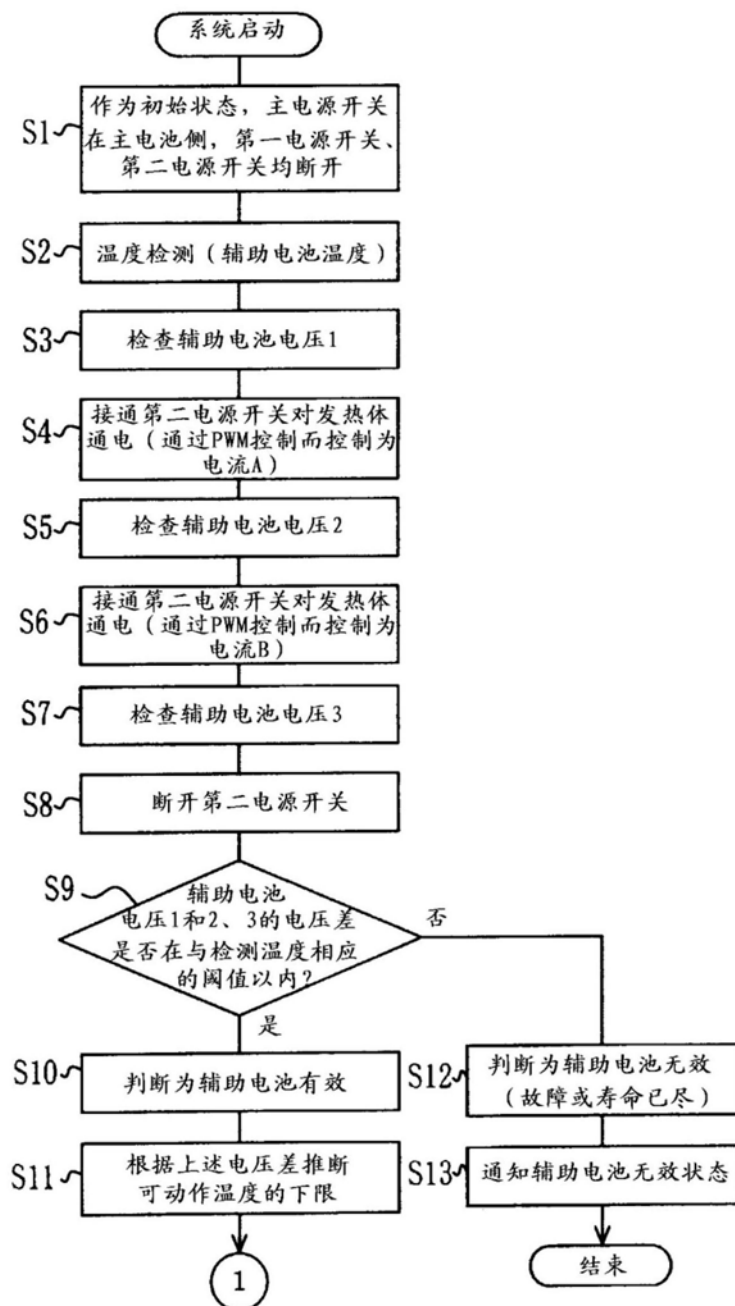 系统启动
S1
作为初始状态，主电源开关
在主电池侧，第一电源开关、
第二电源开关均断开
S2
温度检测（辅助电池温度）
S3
检查辅助电池电压1
S4
接通第二电源开关对发热体
通电（通过PWM控制而控制为
电流A）
S5
检查辅助电池电压2
S6
接通第二电源开关对发热体
通电（通过PWM控制而控制为
电流B）
S7
检查辅助电池电压3
S8
断开第二电源开关
S9
辅助电池
电压1和2、3的电压差
是否在与检测温度相应
的阈值以内？
否
是
S10
判断为辅助电池有效
S12
判断为辅助电池无效
（故障或寿命已尽）
S11
根据上述电压差推断
可动作温度的下限
S13
通知辅助电池无效状态
1
结束